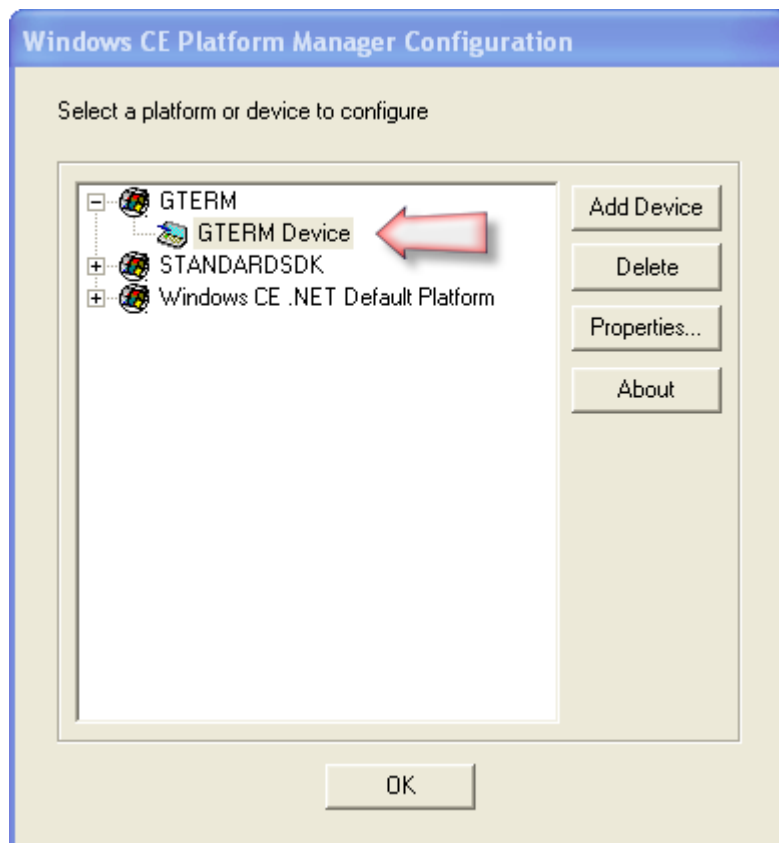 Windows CE Platform Manager Configuration
Select a platform or device to configure
GTERM
GTERM Device
STANDARDSDK
Windows CE .NET Default Platform
Add Device
Delete
Properties...
About
OK